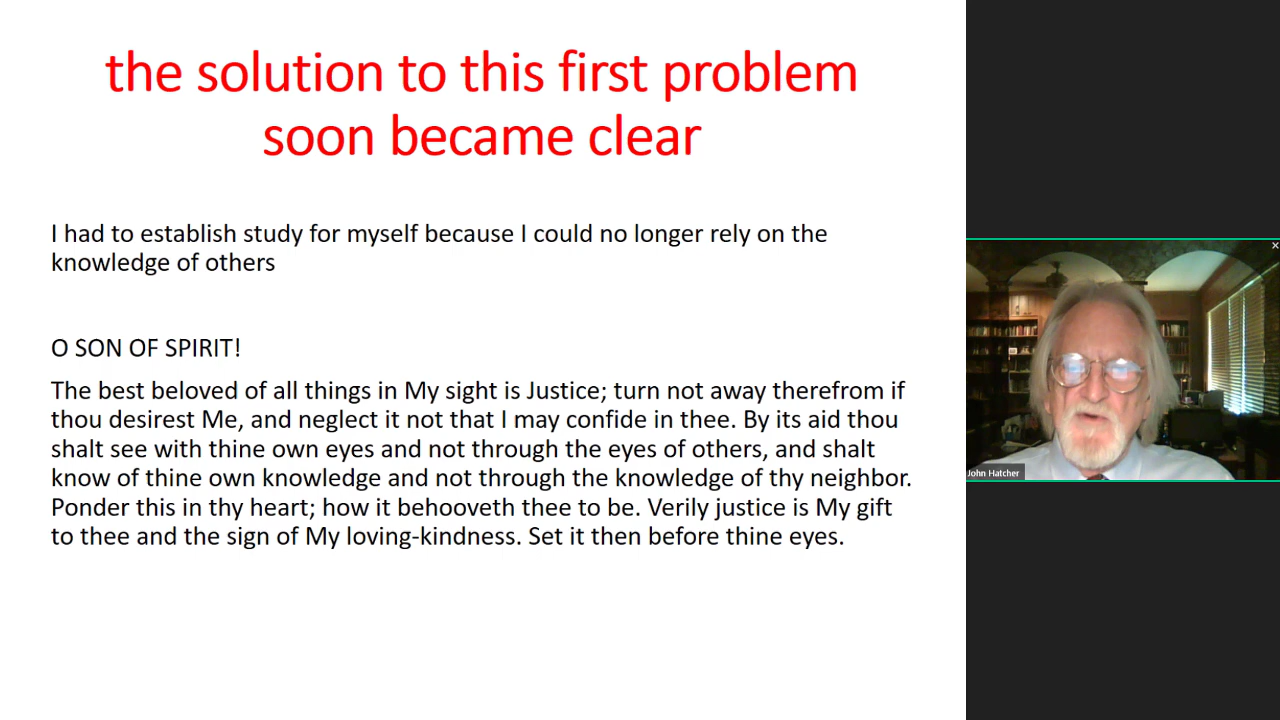 the solution to this first problem
soon became clear
I had to establish study for myself because I could no longer rely on the
knowledge of others
O SON OF SPIRIT!
The best beloved of all things in My sight is Justice; turn not away therefrom if
thou desirest Me, and neglect it not that I may confide in thee. By its aid thou
shalt see with thine own eyes and not through the eyes of others, and shalt
know of thine own knowledge and not through the knowledge of thy neighbor.
Ponder this in thy heart; how it behooveth thee to be. Verily justice is My gift
to thee and the sign of My loving-kindness. Set it then before thine eyes.
John Hatcher